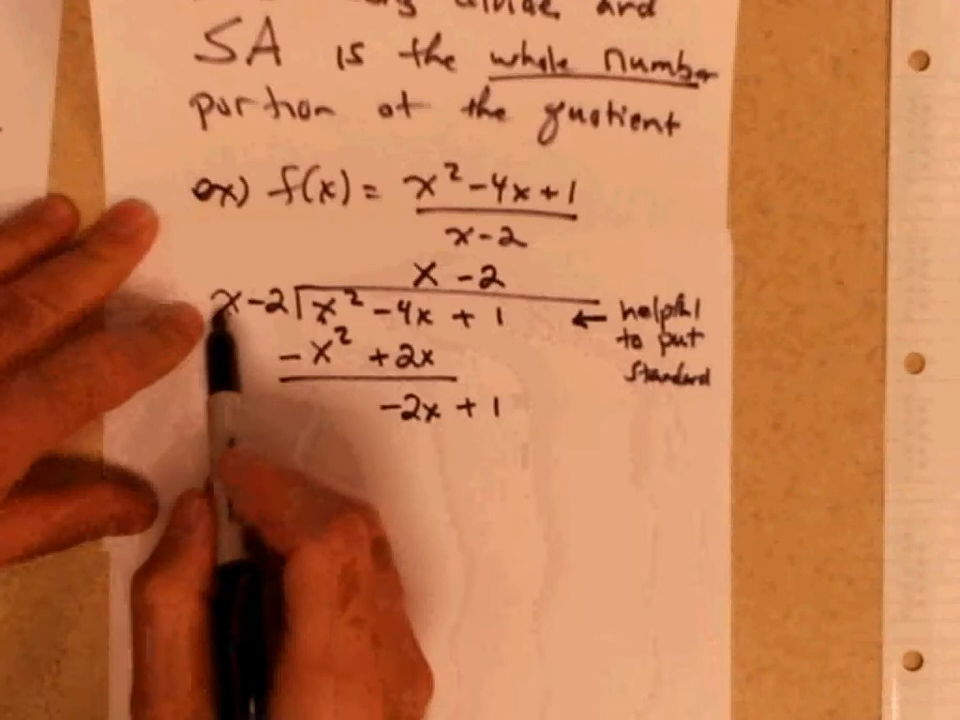 and
SA is the whole number
portion of the quotient
ex) f(x) = x² - 4x + 1
x - 2
x - 2
x - 2 x² - 4x + 1 ← helpful
to put
- x² + 2x
standard
- 2x + 1